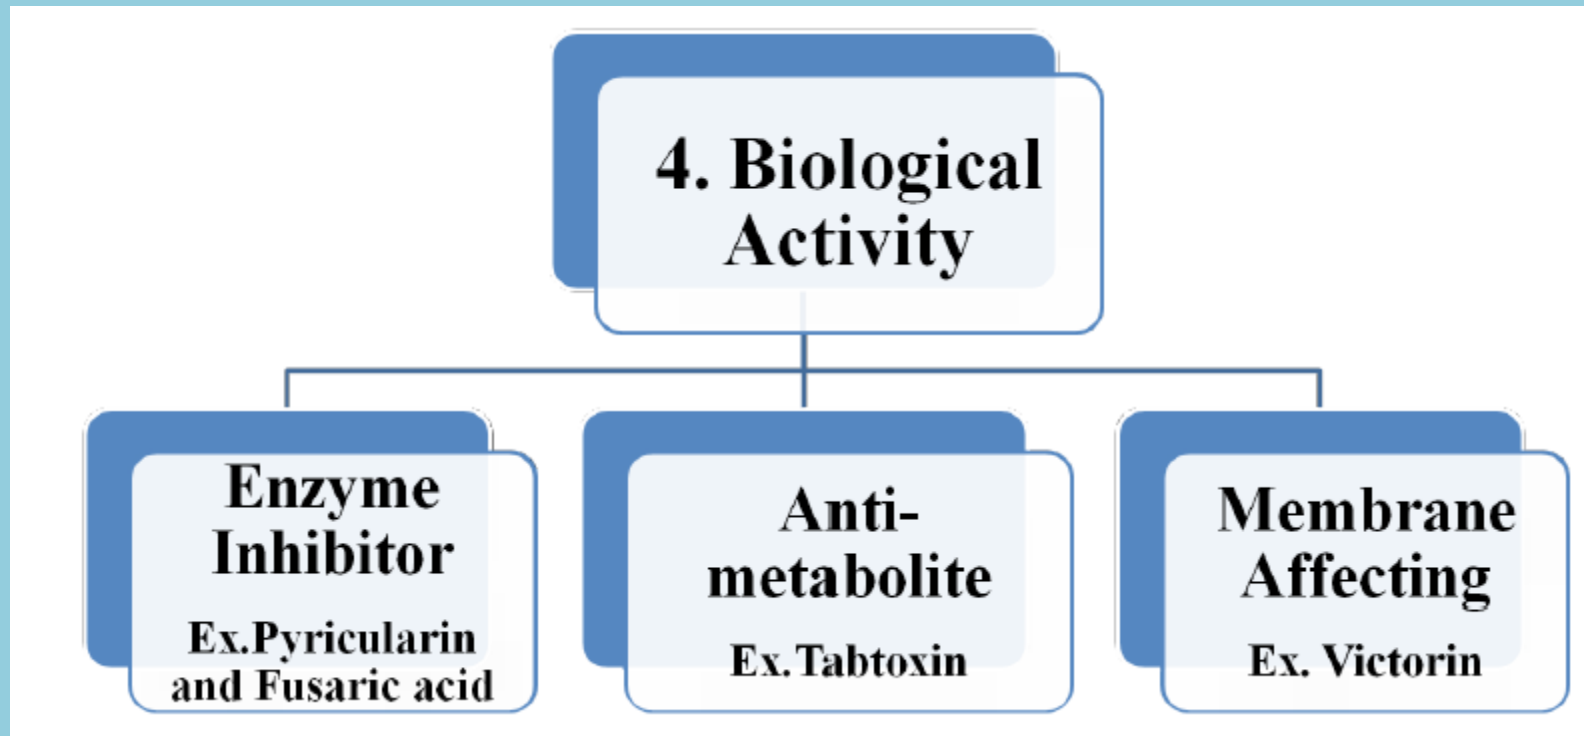 4. Biological
Activity
Enzyme
Inhibitor
Ex.Pyricularin
and Fusaric acid
Anti-
metabolite
Ex.Tabtoxin
Membrane
Affecting
Ex. Victorin